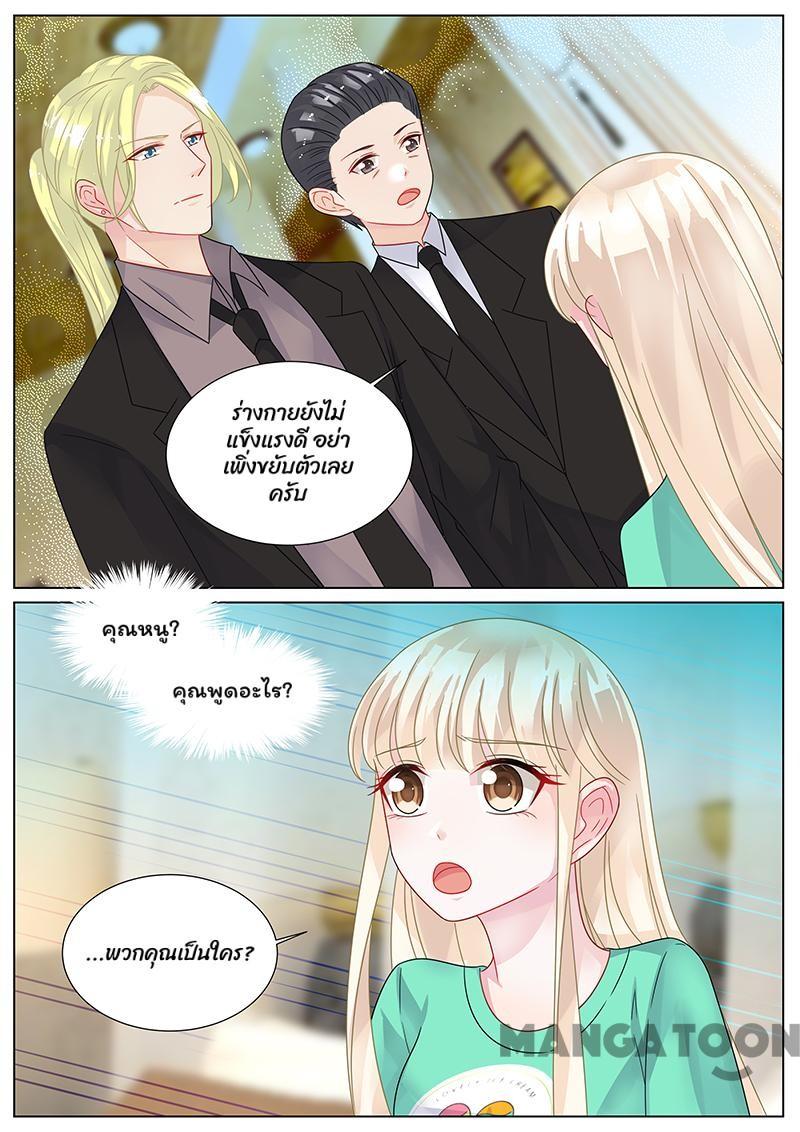 ร่างกายยังไม่
แข็งแรงดี อย่า
เพิ่งขยับตัวเลย
ครับ
คุณหนู?
คุณพูดอะไร?
...พวกคุณเป็นใคร?
MANGATOON